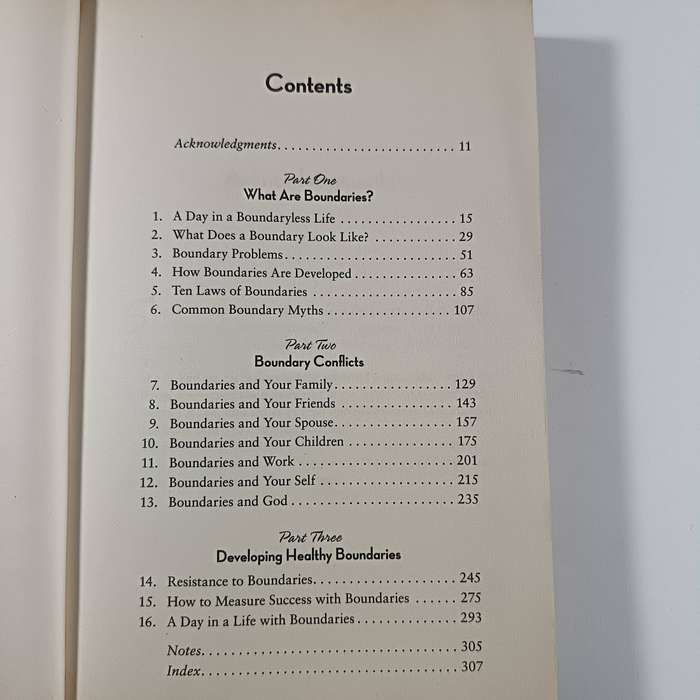 Contents
Acknowledgments. . . . . . . . . . . . . . . . . . . . . . . . . . 11
Part One
What Are Boundaries?
1. A Day in a Boundaryless Life . . . . . . . . . . . . . . . . . 15
2. What Does a Boundary Look Like? . . . . . . . . . . . . 29
3. Boundary Problems. . . . . . . . . . . . . . . . . . . . . . . . . 51
4. How Boundaries Are Developed . . . . . . . . . . . . . . . 63
5. Ten Laws of Boundaries . . . . . . . . . . . . . . . . . . . . . 85
6. Common Boundary Myths . . . . . . . . . . . . . . . . . . 107
Part Two
Boundary Conflicts
7. Boundaries and Your Family. . . . . . . . . . . . . . . . . . 129
8. Boundaries and Your Friends . . . . . . . . . . . . . . . . . 143
9. Boundaries and Your Spouse. . . . . . . . . . . . . . . . . . 157
10. Boundaries and Your Children . . . . . . . . . . . . . . . . 175
11. Boundaries and Work . . . . . . . . . . . . . . . . . . . . . . . 201
12. Boundaries and Your Self . . . . . . . . . . . . . . . . . . . . 215
13. Boundaries and God . . . . . . . . . . . . . . . . . . . . . . . . 235
Part Three
Developing Healthy Boundaries
14. Resistance to Boundaries. . . . . . . . . . . . . . . . . . . . . 245
15. How to Measure Success with Boundaries . . . . . . 275
16. A Day in a Life with Boundaries . . . . . . . . . . . . . . . 293
Notes. . . . . . . . . . . . . . . . . . . . . . . . . . . . . . . . . . . . . . 305
Index. . . . . . . . . . . . . . . . . . . . . . . . . . . . . . . . . . . . . . 307